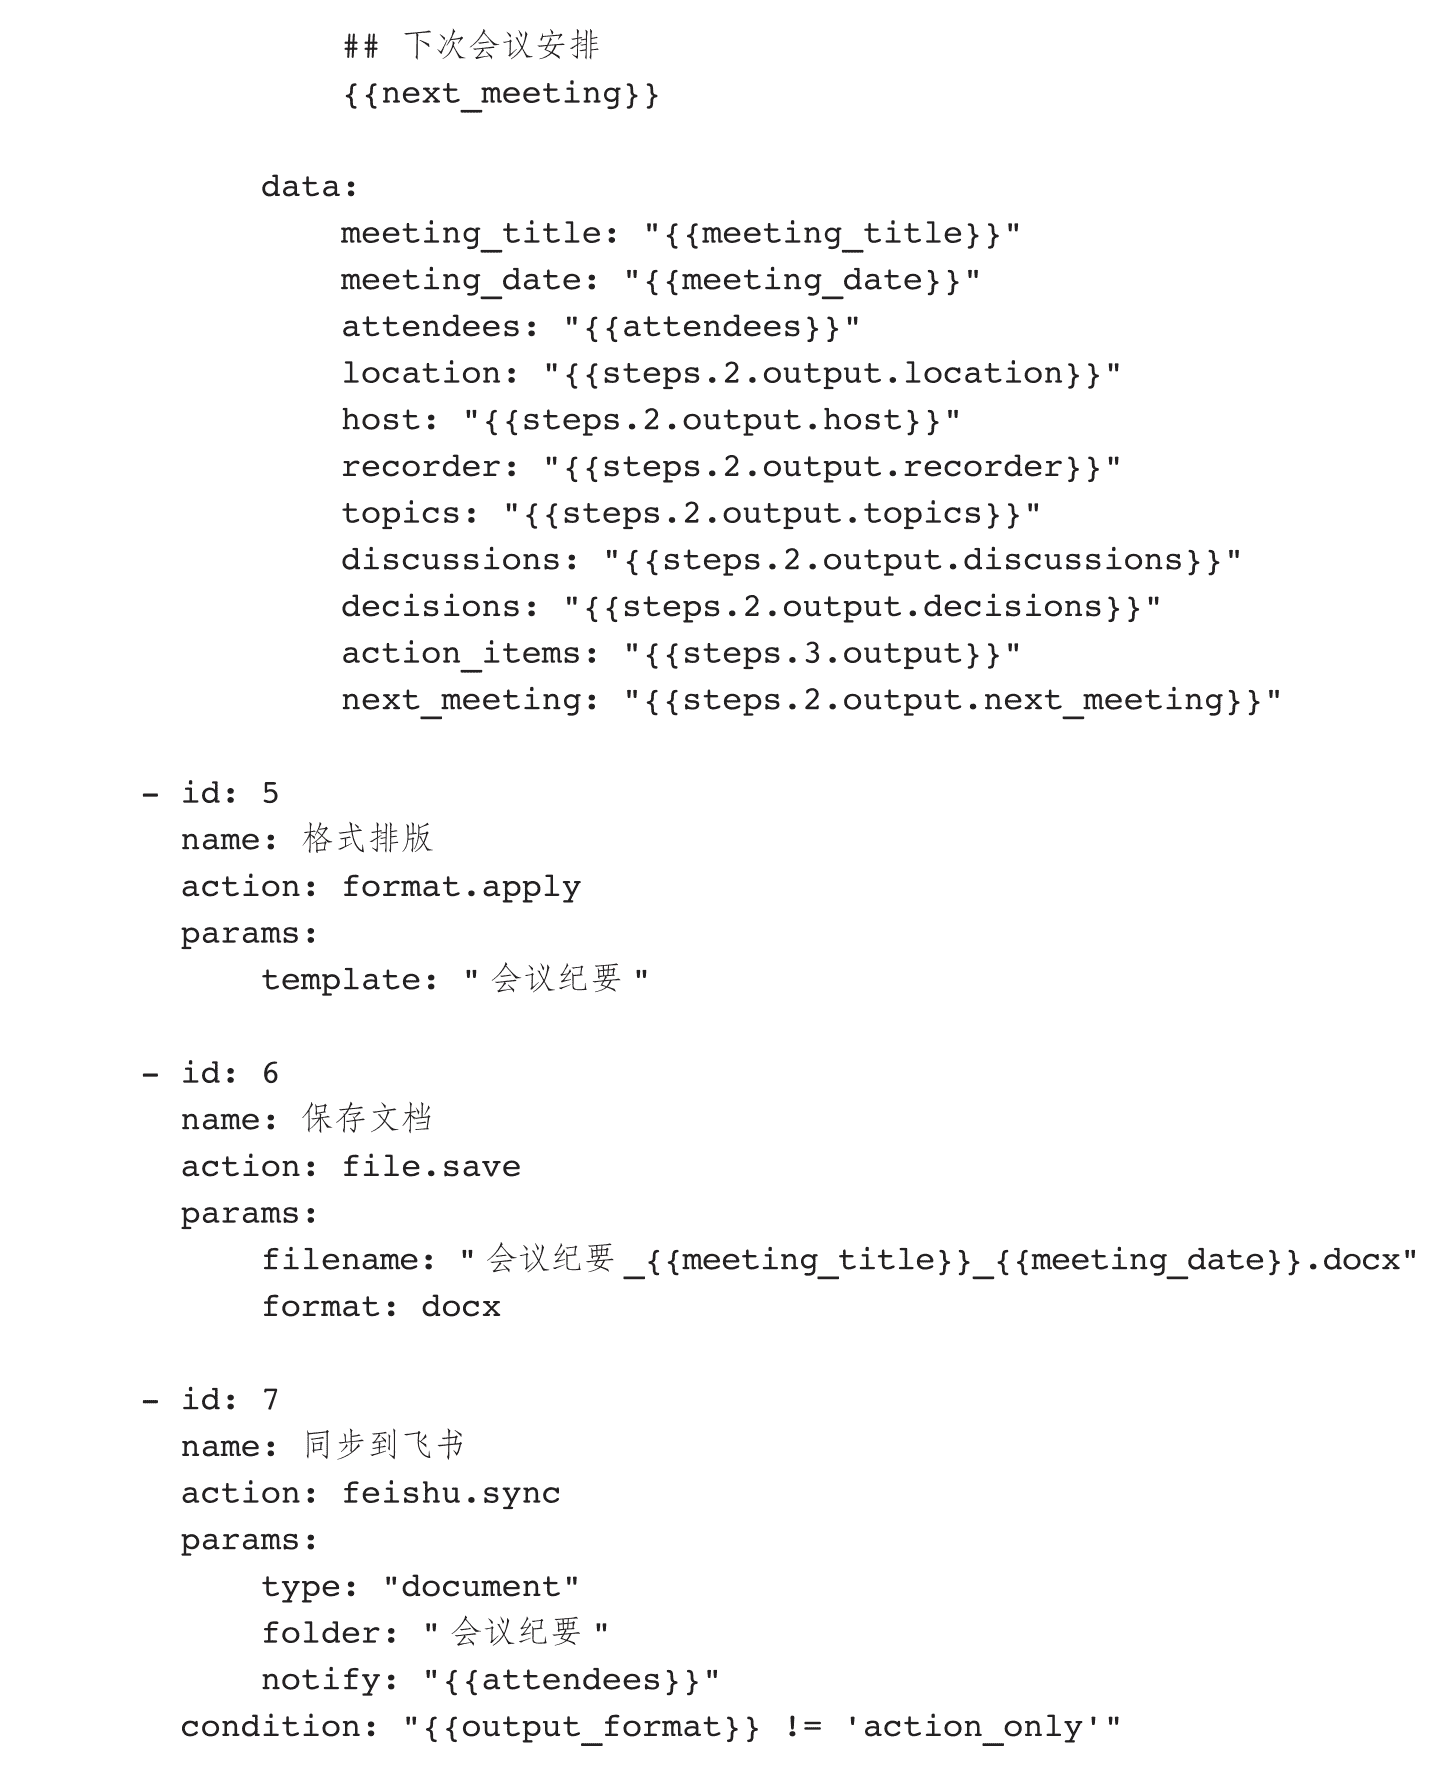 ## 下次会议安排
{{next_meeting}}
data:
meeting_title: "{{meeting_title}}"
meeting_date: "{{meeting_date}}"
attendees: "{{attendees}}"
location: "{{steps.2.output.location}}"
host: "{{steps.2.output.host}}"
recorder: "{{steps.2.output.recorder}}"
topics: "{{steps.2.output.topics}}"
discussions: "{{steps.2.output.discussions}}"
decisions: "{{steps.2.output.decisions}}"
action_items: "{{steps.3.output}}"
next_meeting: "{{steps.2.output.next_meeting}}"
- id: 5
name: 格式排版
action: format.apply
params:
template: "会议纪要"
- id: 6
name: 保存文档
action: file.save
params:
filename: "会议纪要_{{meeting_title}}_{{meeting_date}}.docx"
format: docx
- id: 7
name: 同步到飞书
action: feishu.sync
params:
type: "document"
folder: "会议纪要"
notify: "{{attendees}}"
condition: "{{output_format}} != 'action_only'"